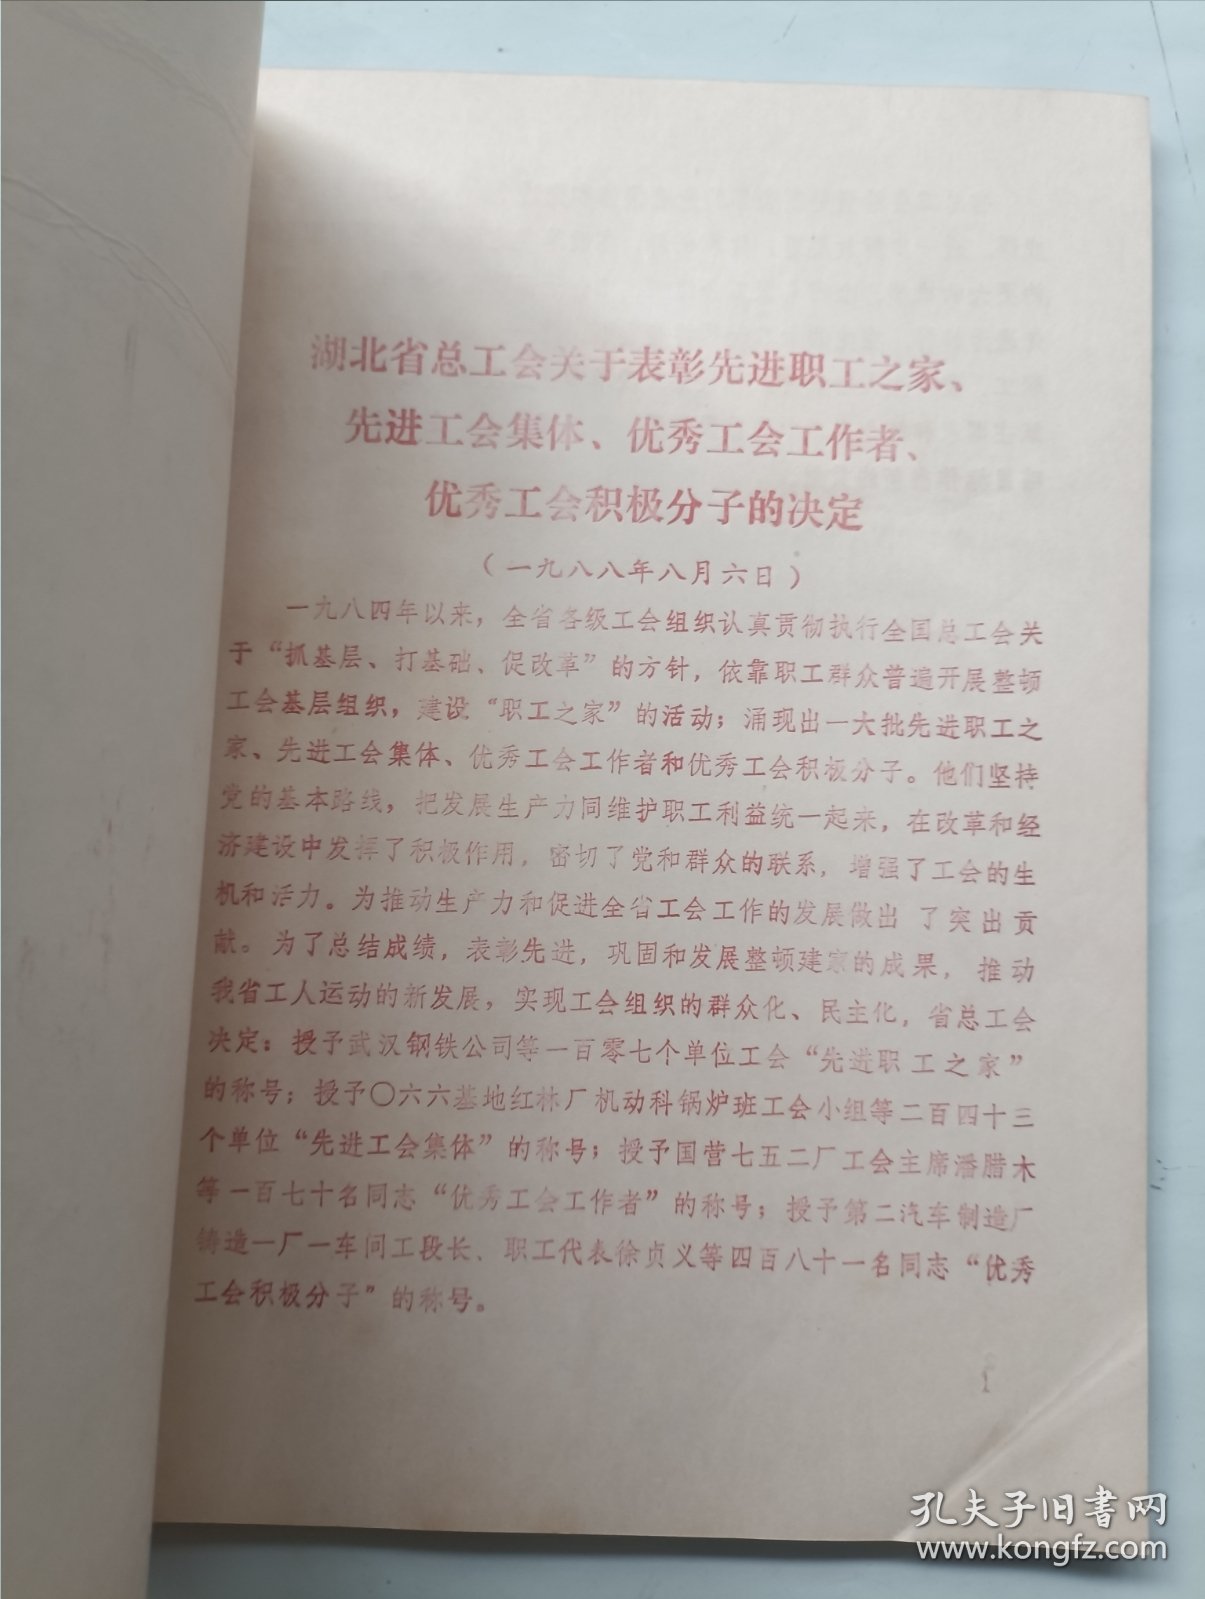 湖北省总工会关于表彰先进职工之家、
先进工会集体、优秀工会工作者、
优秀工会积极分子的决定
（一九八八年八月六日）
一九八四年以来，全省各级工会组织认真贯彻执行全国总工会关
于“抓基层、打基础、促改革”的方针，依靠职工群众普遍开展整顿
工会基层组织，建设“职工之家”的活动；涌现出一大批先进职工之
家、先进工会集体、优秀工会工作者和优秀工会积极分子。他们坚持
党的基本路线，把发展生产力同维护职工利益统一起来，在改革和经
济建设中发挥了积极作用，密切了党和群众的联系，增强了工会的生
机和活力。为推动生产力和促进全省工会工作的发展做出了突出贡
献。为了总结成绩，表彰先进，巩固和发展整顿建家的成果，推动
我省工人运动的新发展，实现工会组织的群众化、民主化，省总工会
决定：授予武汉钢铁公司等一百零七个单位工会“先进职工之家”
的称号；授予〇六六基地红林厂机动科锅炉班工会小组等二百四十三
个单位“先进工会集体”的称号；授予国营七五二厂工会主席潘腊木
等一百七十名同志“优秀工会工作者”的称号；授予第二汽车制造厂
铸造一厂一车间工段长、职工代表徐贞义等四百八十一名同志“优秀
工会积极分子”的称号。
1
孔夫子旧书网
www.kongfz.com